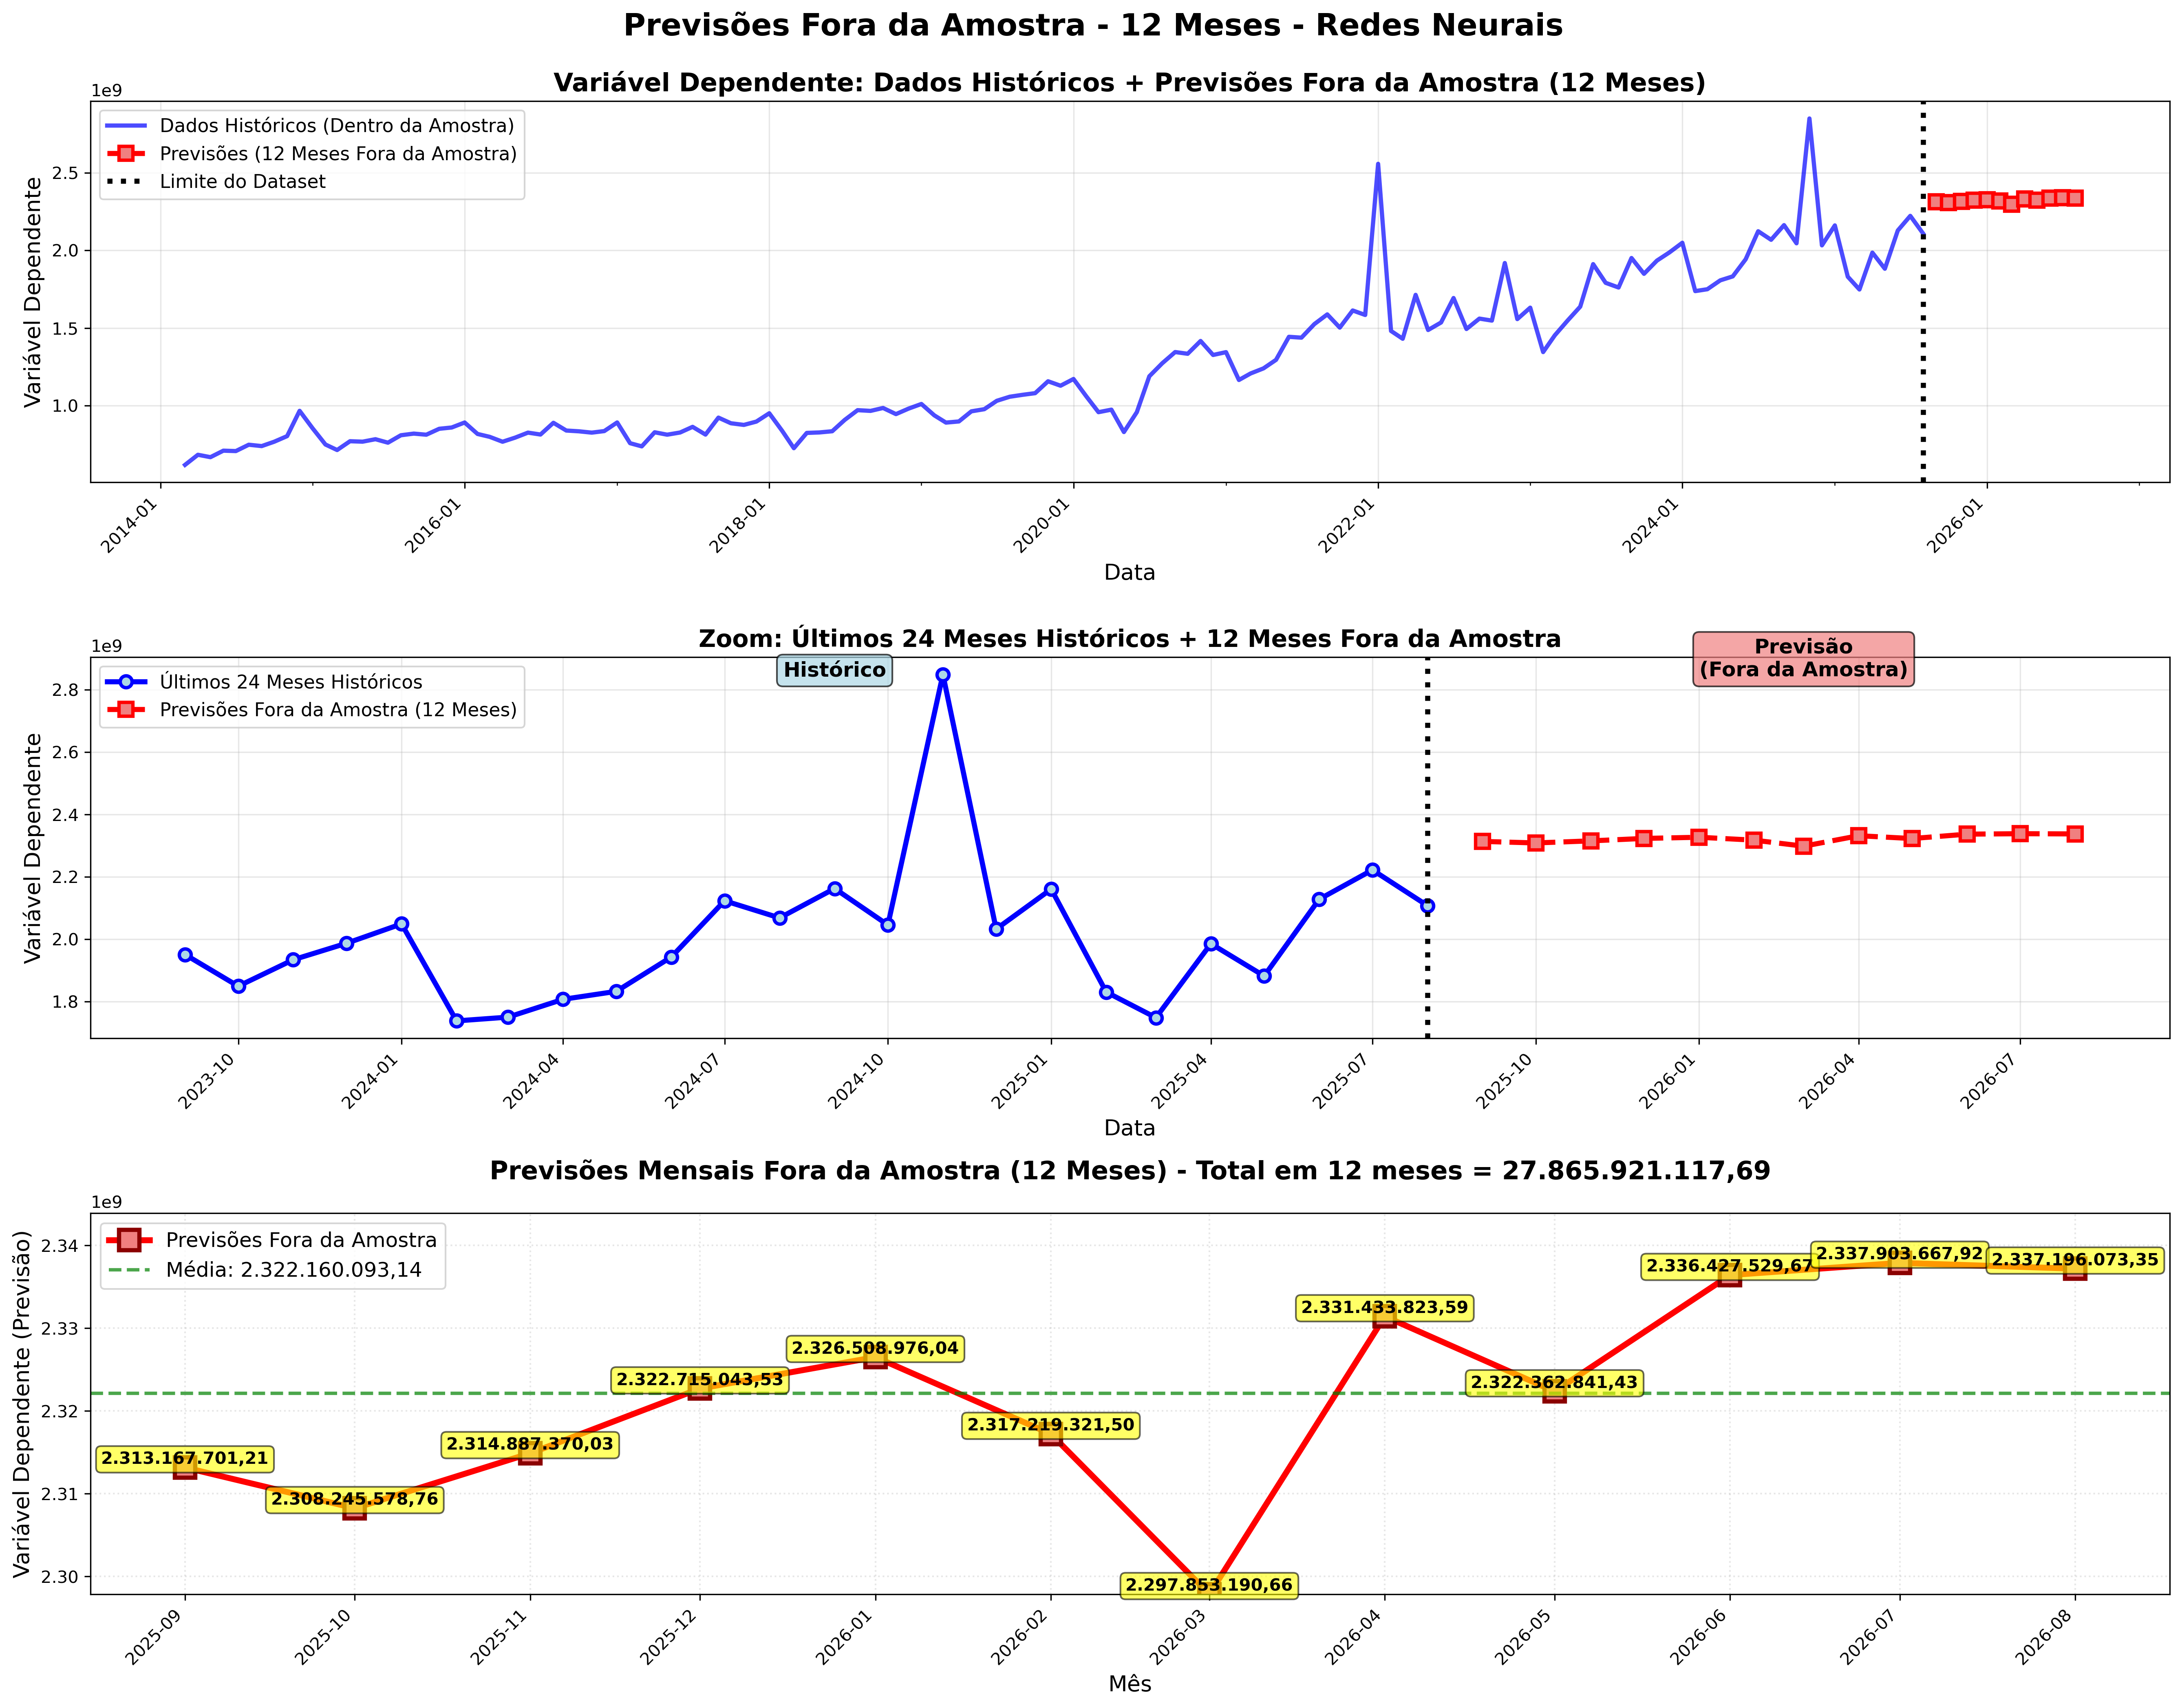 Previsões Fora da Amostra - 12 Meses - Redes Neurais
Variável Dependente: Dados Históricos + Previsões Fora da Amostra (12 Meses)
1e9
Dados Históricos (Dentro da Amostra)
Previsões (12 Meses Fora da Amostra)
Limite do Dataset
Variável Dependente
2.5
2.0
1.5
1.0
2014-01
2016-01
2018-01
2020-01
2022-01
2024-01
2026-01
Data
Zoom: Últimos 24 Meses Históricos + 12 Meses Fora da Amostra
1e9
Últimos 24 Meses Históricos
Previsões Fora da Amostra (12 Meses)
Histórico
Previsão
(Fora da Amostra)
Variável Dependente
2.8
2.6
2.4
2.2
2.0
1.8
2023-10
2024-01
2024-04
2024-07
2024-10
2025-01
2025-04
2025-07
2025-10
2026-01
2026-04
2026-07
Data
Previsões Mensais Fora da Amostra (12 Meses) - Total em 12 meses = 27.865.921.117,69
1e9
Previsões Fora da Amostra
Média: 2.322.160.093,14
Variável Dependente (Previsão)
2.34
2.33
2.32
2.31
2.30
2.313.167.701,21
2.308.245.578,76
2.314.887.370,03
2.322.715.043,53
2.326.508.976,04
2.317.219.321,50
2.297.853.190,66
2.331.433.823,59
2.322.362.841,43
2.336.427.529,67
2.337.903.667,92
2.337.196.073,35
2025-09
2025-10
2025-11
2025-12
2026-01
2026-02
2026-03
2026-04
2026-05
2026-06
2026-07
2026-08
Mês